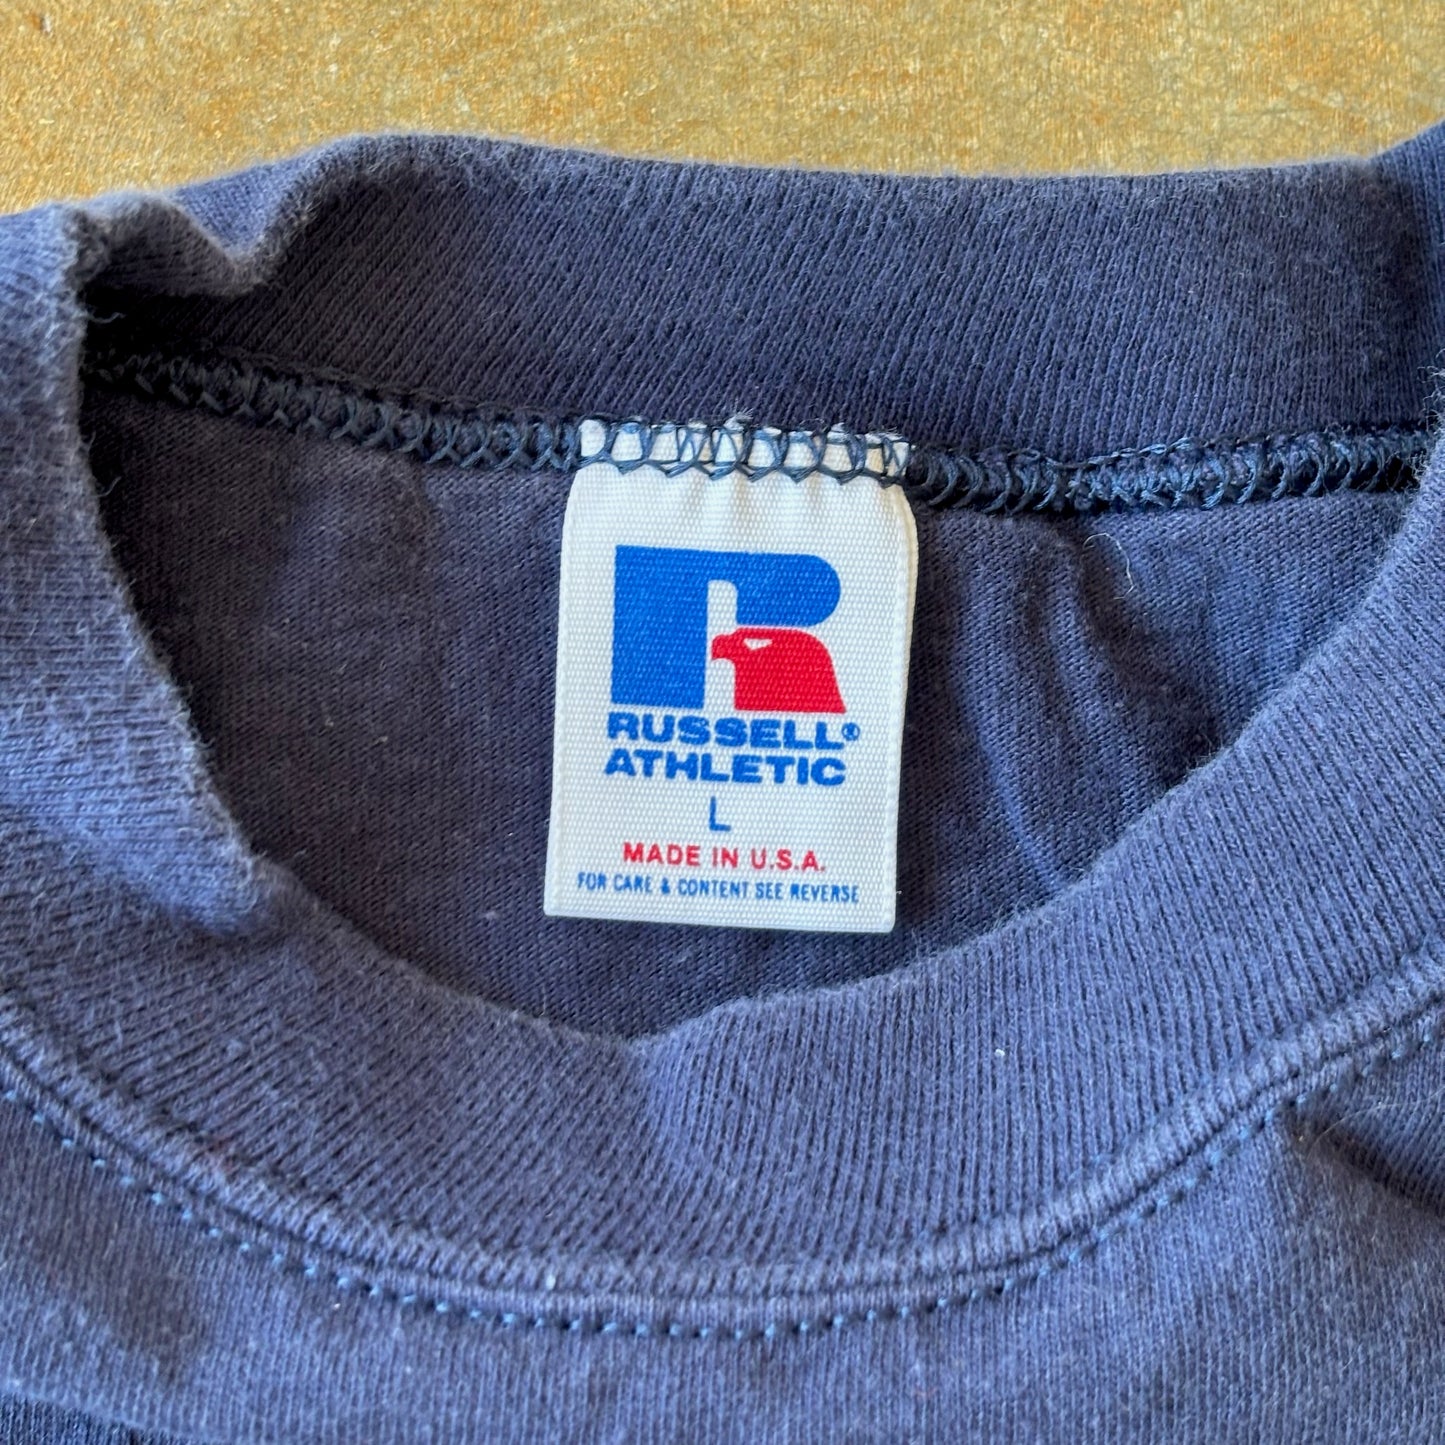 RUSSELL®
ATHLETIC
L
MADE IN U.S.A.
FOR CARE & CONTENT SEE REVERSE